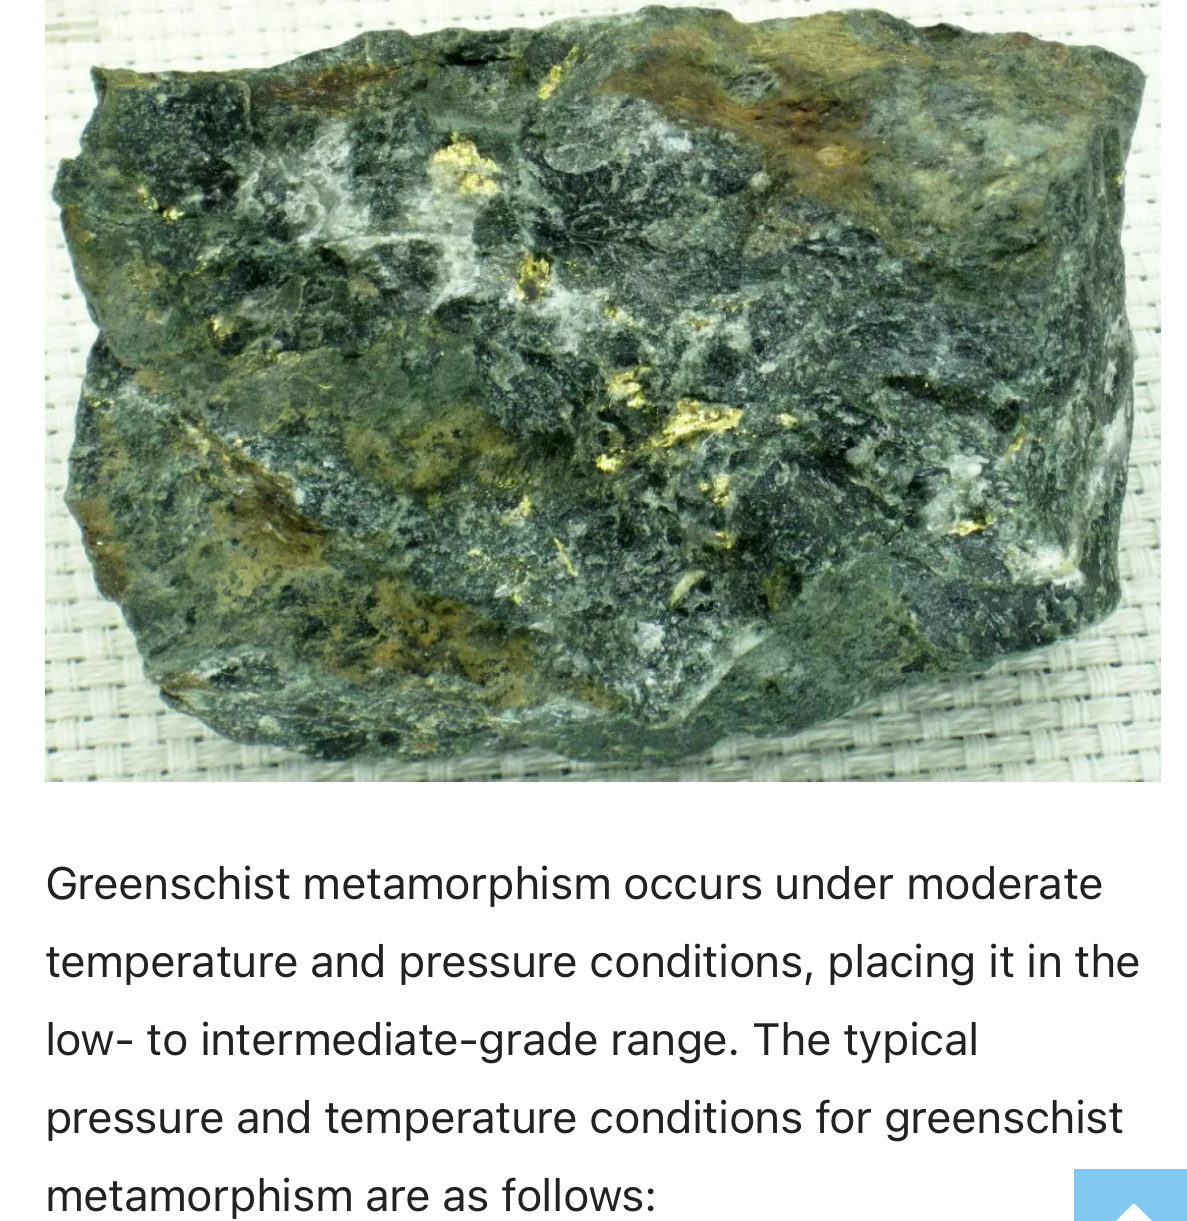 Greenschist metamorphism occurs under moderate
temperature and pressure conditions, placing it in the
low- to intermediate-grade range. The typical
pressure and temperature conditions for greenschist
metamorphism are as follows: